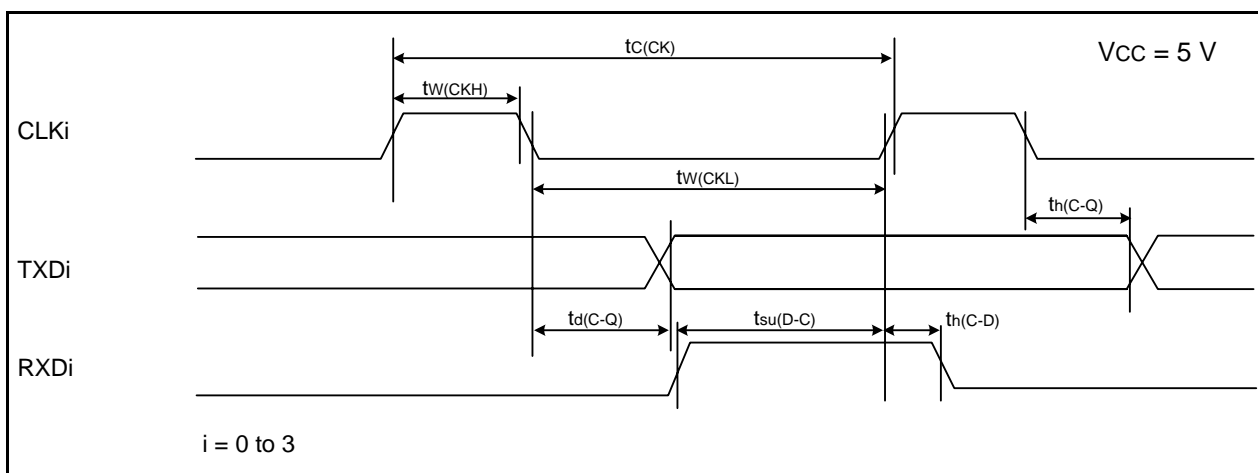 tC(CK)
VCC = 5 V
tW(CKH)
CLKi
tW(CKL)
th(C-Q)
TXDi
td(C-Q)
tsu(D-C)
th(C-D)
RXDi
i = 0 to 3